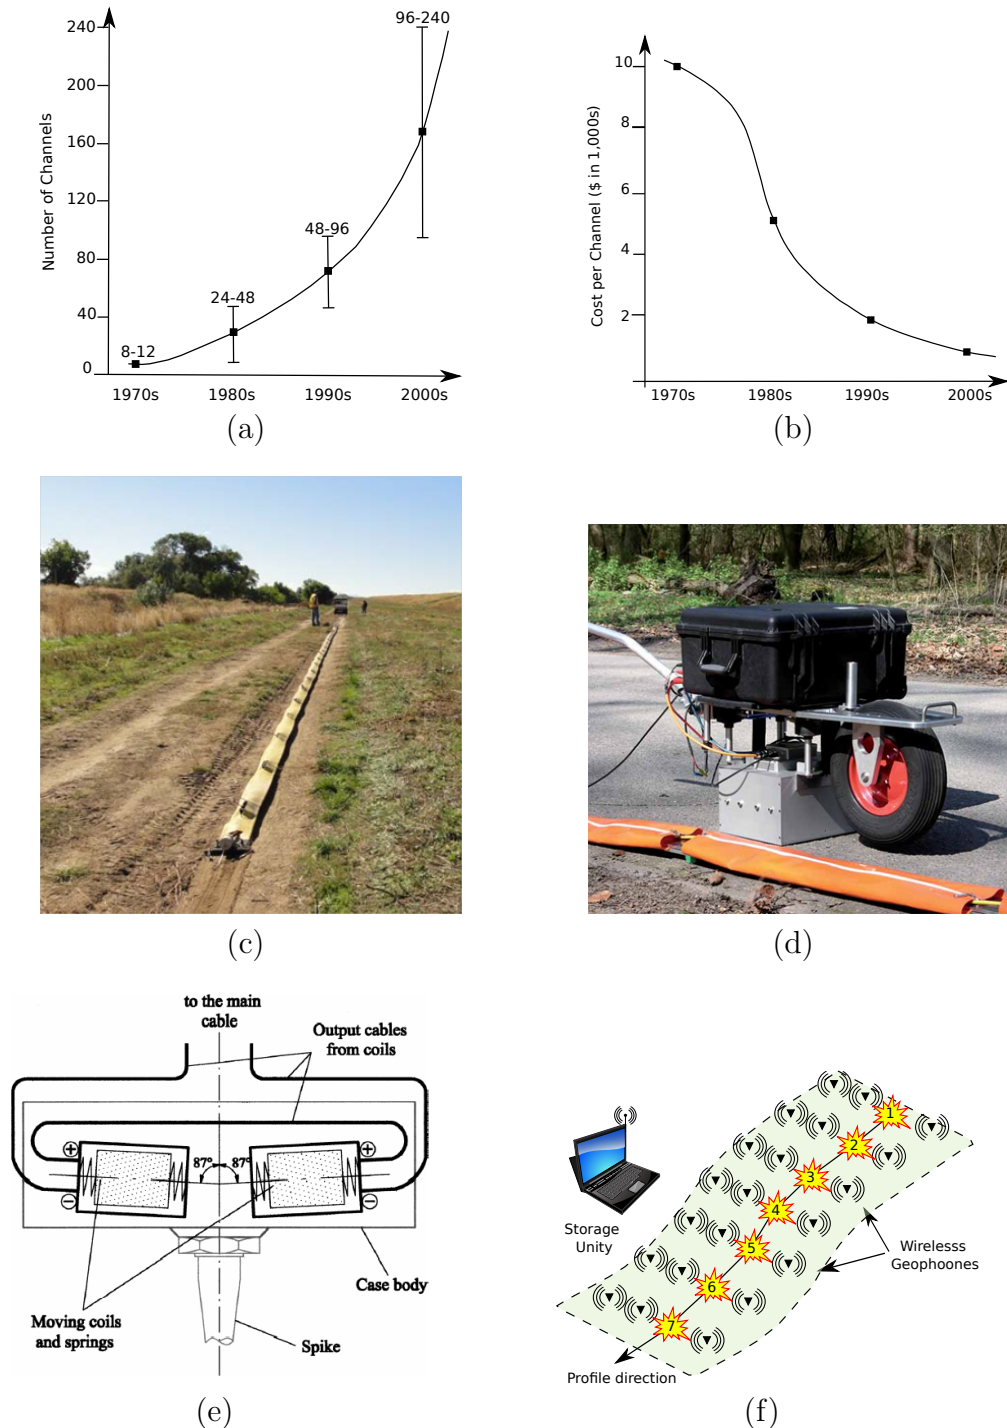 240
200
160
120
80
40
0
Number of Channels
8-12
24-48
48-96
96-240
1970s 1980s 1990s 2000s
(a)
10
8
6
4
2
Cost per Channel ($ in 1,000s)
1970s 1980s 1990s 2000s
(b)
(c)
(d)
to the main
cable
Output cables
from coils
+ +
87° 87°
− −
Case body
Moving coils
and springs
Spike
(e)
1
2
3
4
5
6
7
Storage
Unity
Wirelesss
Geophoones
Profile direction
(f)